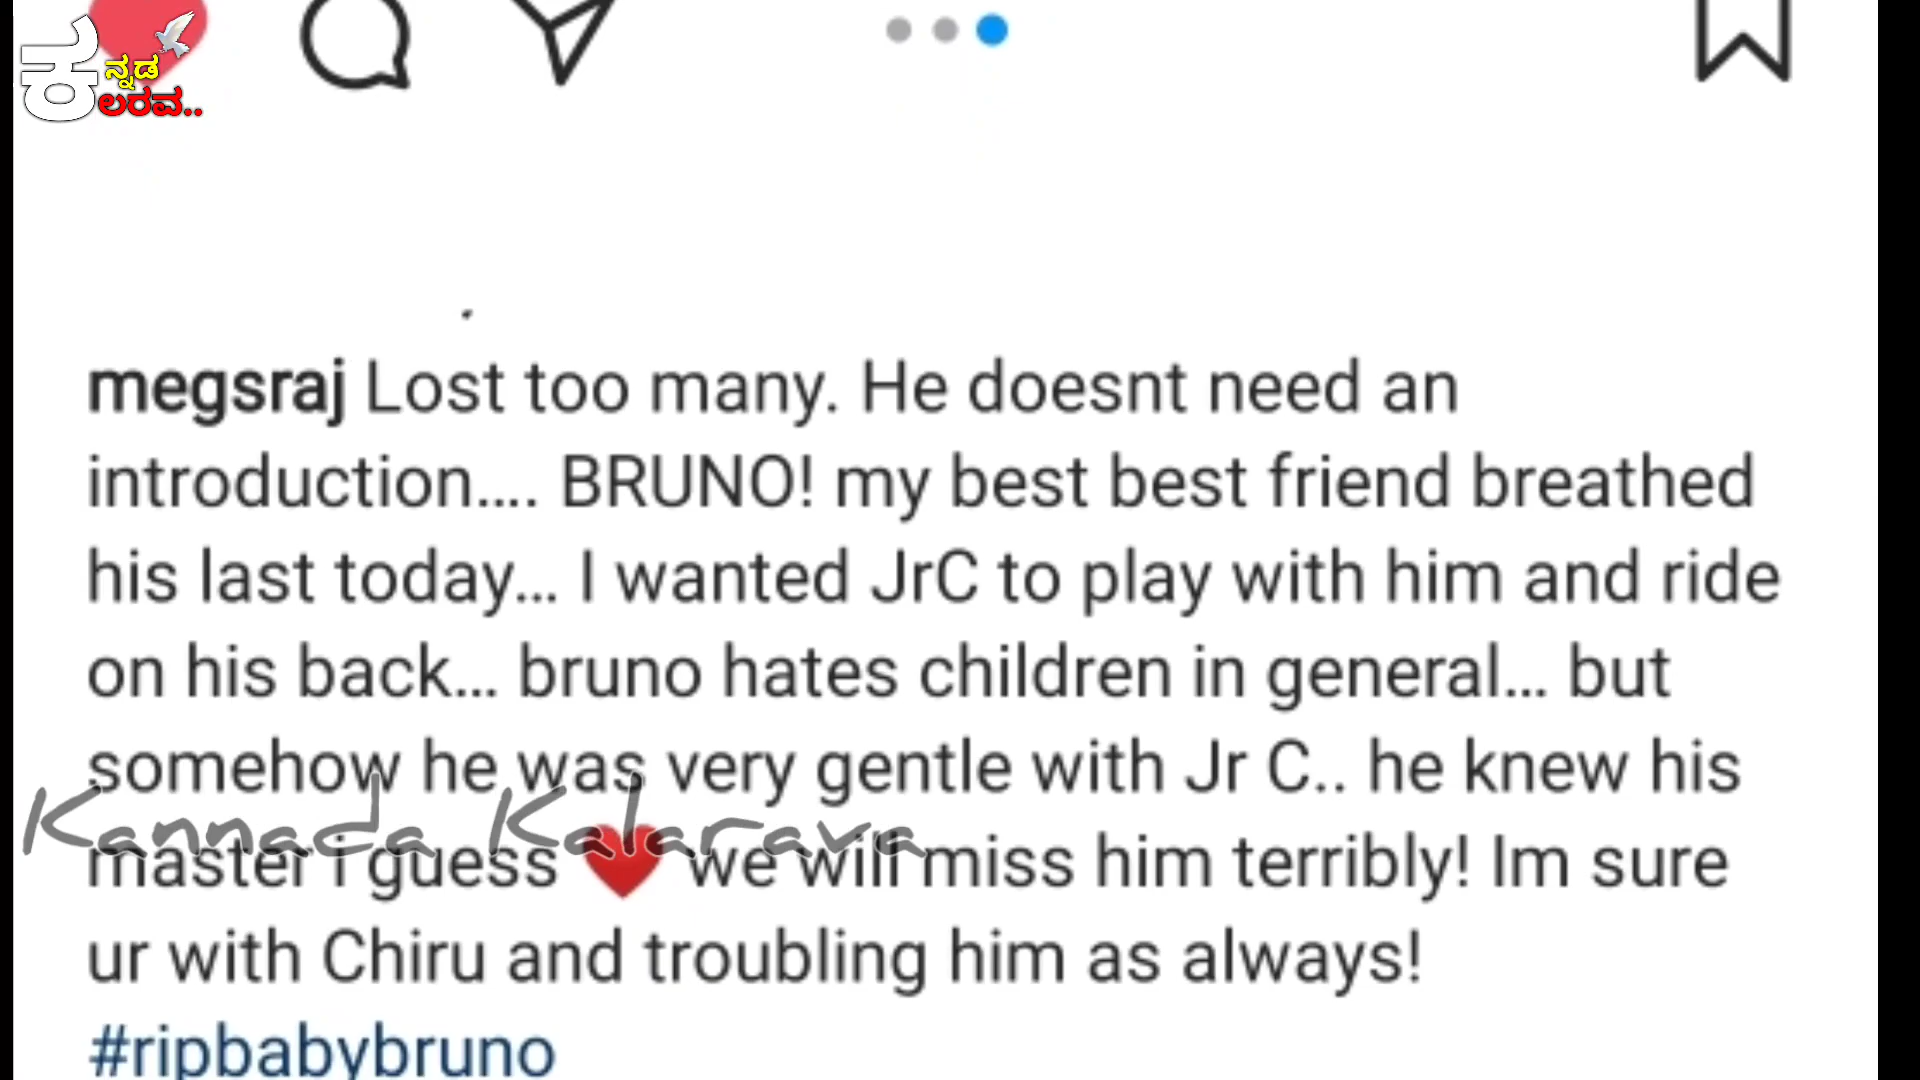 ಕನ್ನಡ
ಕಲರವ..
megsraj Lost too many. He doesnt need an
introduction.... BRUNO! my best best friend breathed
his last today... I wanted JrC to play with him and ride
on his back... bruno hates children in general... but
somehow he was very gentle with Jr C.. he knew his
Kannada Kalarava
master i guess ❤️ we will miss him terribly! Im sure
ur with Chiru and troubling him as always!
#ripbabybruno